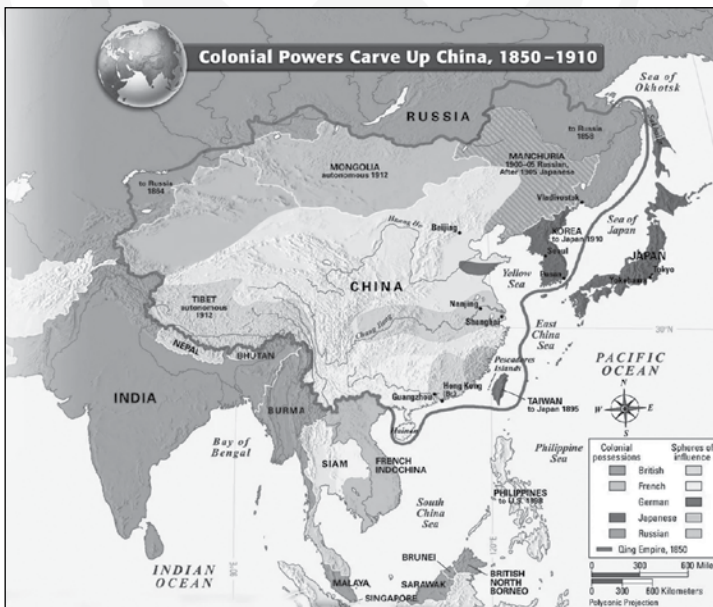 Colonial Powers Carve Up China, 1850–1910
Sea of
Okhotsk
RUSSIA
to Russia
1858
MONGOLIA
autonomous 1912
MANCHURIA
1900–05 Russian,
After 1905 Japanese
to Russia
1864
Vladivostok
Huang He
Beijing
Sea of
Japan
KOREA
to Japan 1910
Seoul
Pusan
JAPAN
Tokyo
Yokohama
Yellow
Sea
CHINA
TIBET
autonomous
1912
Nanjing
Shanghai
Chang Jiang
East
China
Sea
30°N
NEPAL
BHUTAN
PACIFIC
OCEAN
N
W
E
S
Pescadores
Islands
INDIA
BURMA
Guangzhou
Hong Kong
(Br.)
TAIWAN
to Japan 1895
Hainan
Bay of
Bengal
SIAM
FRENCH
INDOCHINA
Philippine
Sea
South
China
Sea
PHILIPPINES
to U.S. 1898
INDIAN
OCEAN
90°E
120°E
BRUNEI
MALAYA
SARAWAK
BRITISH
NORTH
BORNEO
SINGAPORE
Colonial
possessions
Spheres of
influence
British
French
German
Japanese
Russian
Qing Empire, 1850
0 300 600 Mile
0 300 600 Kilometers
Polyconic Projection